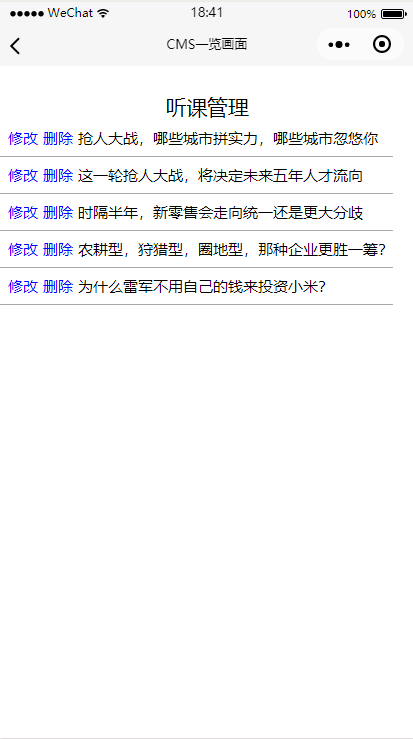 WeChat 18:41 100%
CMS一览画面
听课管理
修改 删除 抢人大战，哪些城市拼实力，哪些城市忽悠你
修改 删除 这一轮抢人大战，将决定未来五年人才流向
修改 删除 时隔半年，新零售会走向统一还是更大分歧
修改 删除 农耕型，狩猎型，圈地型，那种企业更胜一筹？
修改 删除 为什么雷军不用自己的钱来投资小米？